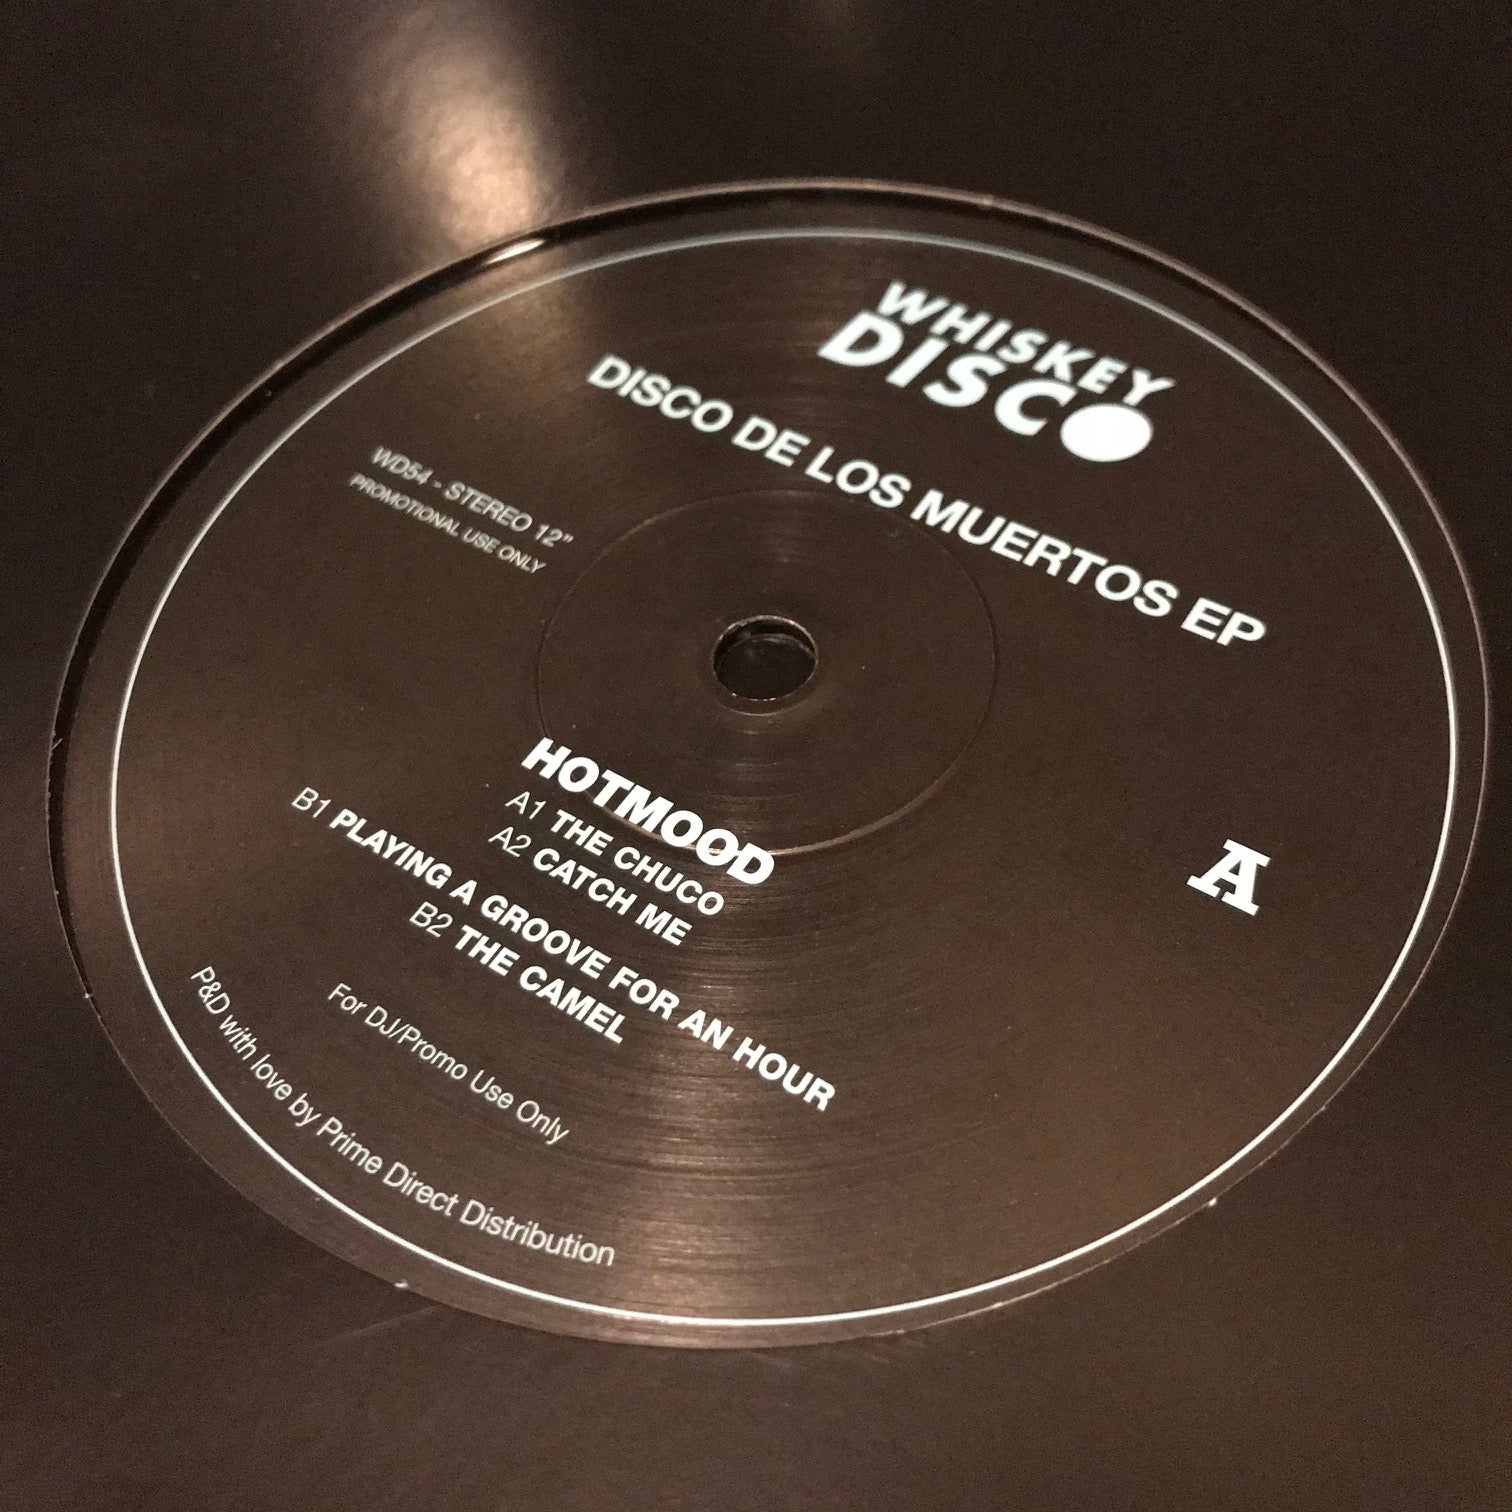 WHISKEY
DISCO
DISCO DE LOS MUERTOS EP
WD54 - STEREO 12"
PROMOTIONAL USE ONLY
A
HOTMOOD
A1 THE CHUCO
A2 CATCH ME
B1 PLAYING A GROOVE FOR AN HOUR
B2 THE CAMEL
For DJ/Promo Use Only
P&D with love by Prime Direct Distribution